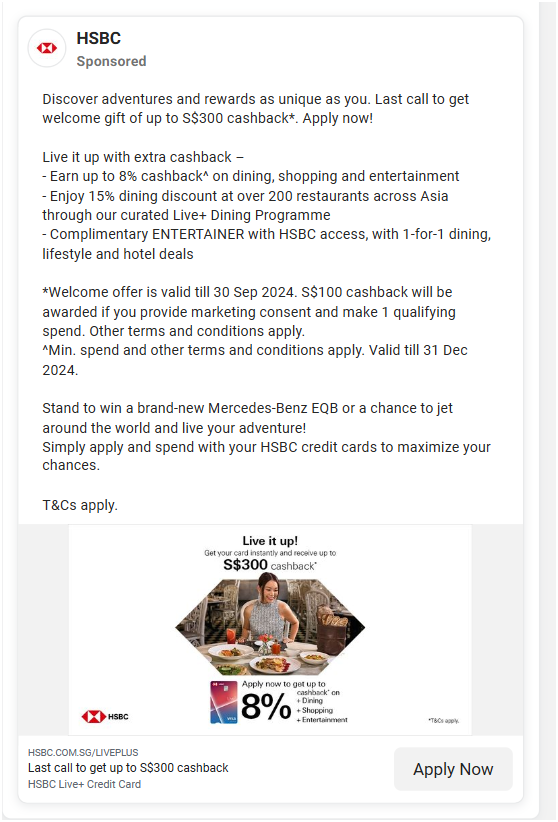 HSBC
Sponsored
Discover adventures and rewards as unique as you. Last call to get
welcome gift of up to S$300 cashback*. Apply now!
Live it up with extra cashback –
- Earn up to 8% cashback^ on dining, shopping and entertainment
- Enjoy 15% dining discount at over 200 restaurants across Asia
through our curated Live+ Dining Programme
- Complimentary ENTERTAINER with HSBC access, with 1-for-1 dining,
lifestyle and hotel deals
*Welcome offer is valid till 30 Sep 2024. S$100 cashback will be
awarded if you provide marketing consent and make 1 qualifying
spend. Other terms and conditions apply.
^Min. spend and other terms and conditions apply. Valid till 31 Dec
2024.
Stand to win a brand-new Mercedes-Benz EQB or a chance to jet
around the world and live your adventure!
Simply apply and spend with your HSBC credit cards to maximize your
chances.
T&Cs apply.
Live it up!
Get your card instantly and receive up to
S$300 cashback*
Apply now to get up to
8% cashback* on
+ Dining
+ Shopping
+ Entertainment
VISA
HSBC
*T&Cs apply.
HSBC.COM.SG/LIVEPLUS
Last call to get up to S$300 cashback
HSBC Live+ Credit Card
Apply Now